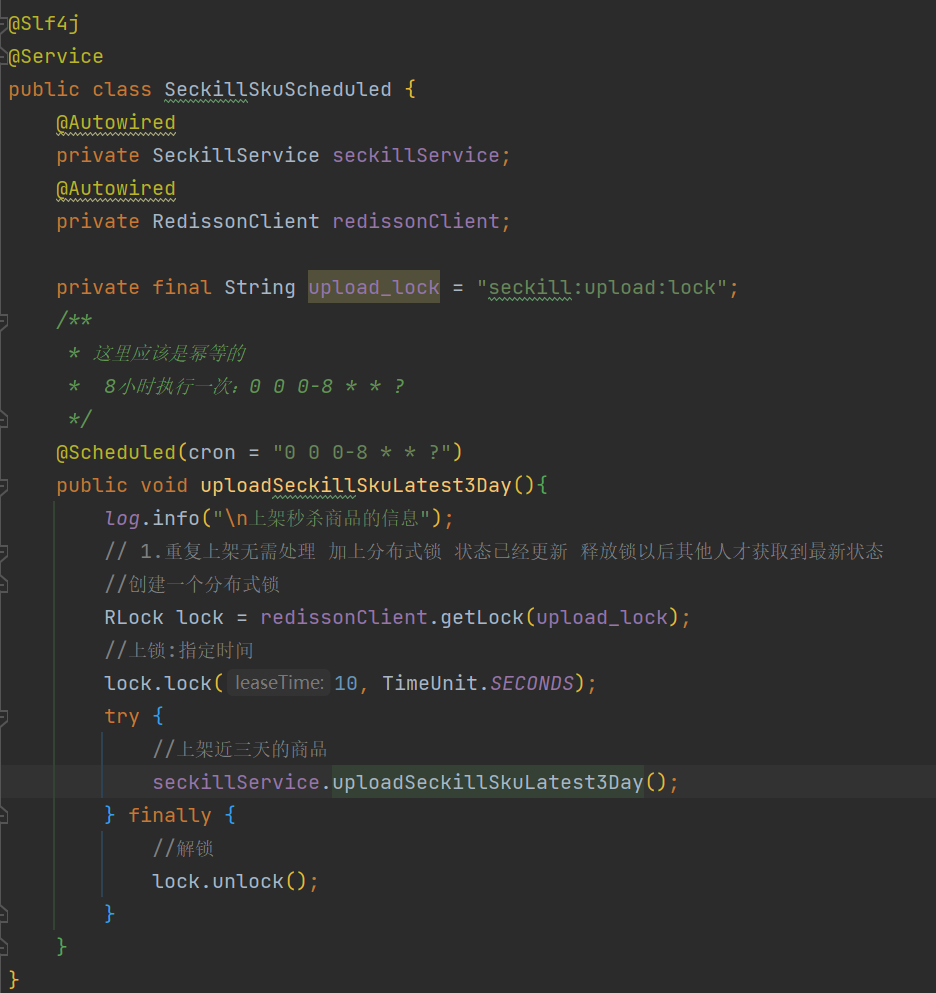 @Slf4j
@Service
public class SeckillSkuScheduled {
    @Autowired
    private SeckillService seckillService;
    @Autowired
    private RedissonClient redissonClient;

    private final String upload_lock = "seckill:upload:lock";
    /**
     * 这里应该是幂等的
     *  8小时执行一次：0 0 0-8 * * ?
     */
    @Scheduled(cron = "0 0 0-8 * * ?")
    public void uploadSeckillSkuLatest3Day(){
        log.info("\n上架秒杀商品的信息");
        // 1.重复上架无需处理 加上分布式锁 状态已经更新 释放锁以后其他人才获取到最新状态
        //创建一个分布式锁
        RLock lock = redissonClient.getLock(upload_lock);
        //上锁:指定时间
        lock.lock( leaseTime: 10, TimeUnit.SECONDS);
        try {
            //上架近三天的商品
            seckillService.uploadSeckillSkuLatest3Day();
        } finally {
            //解锁
            lock.unlock();
        }
    }
}